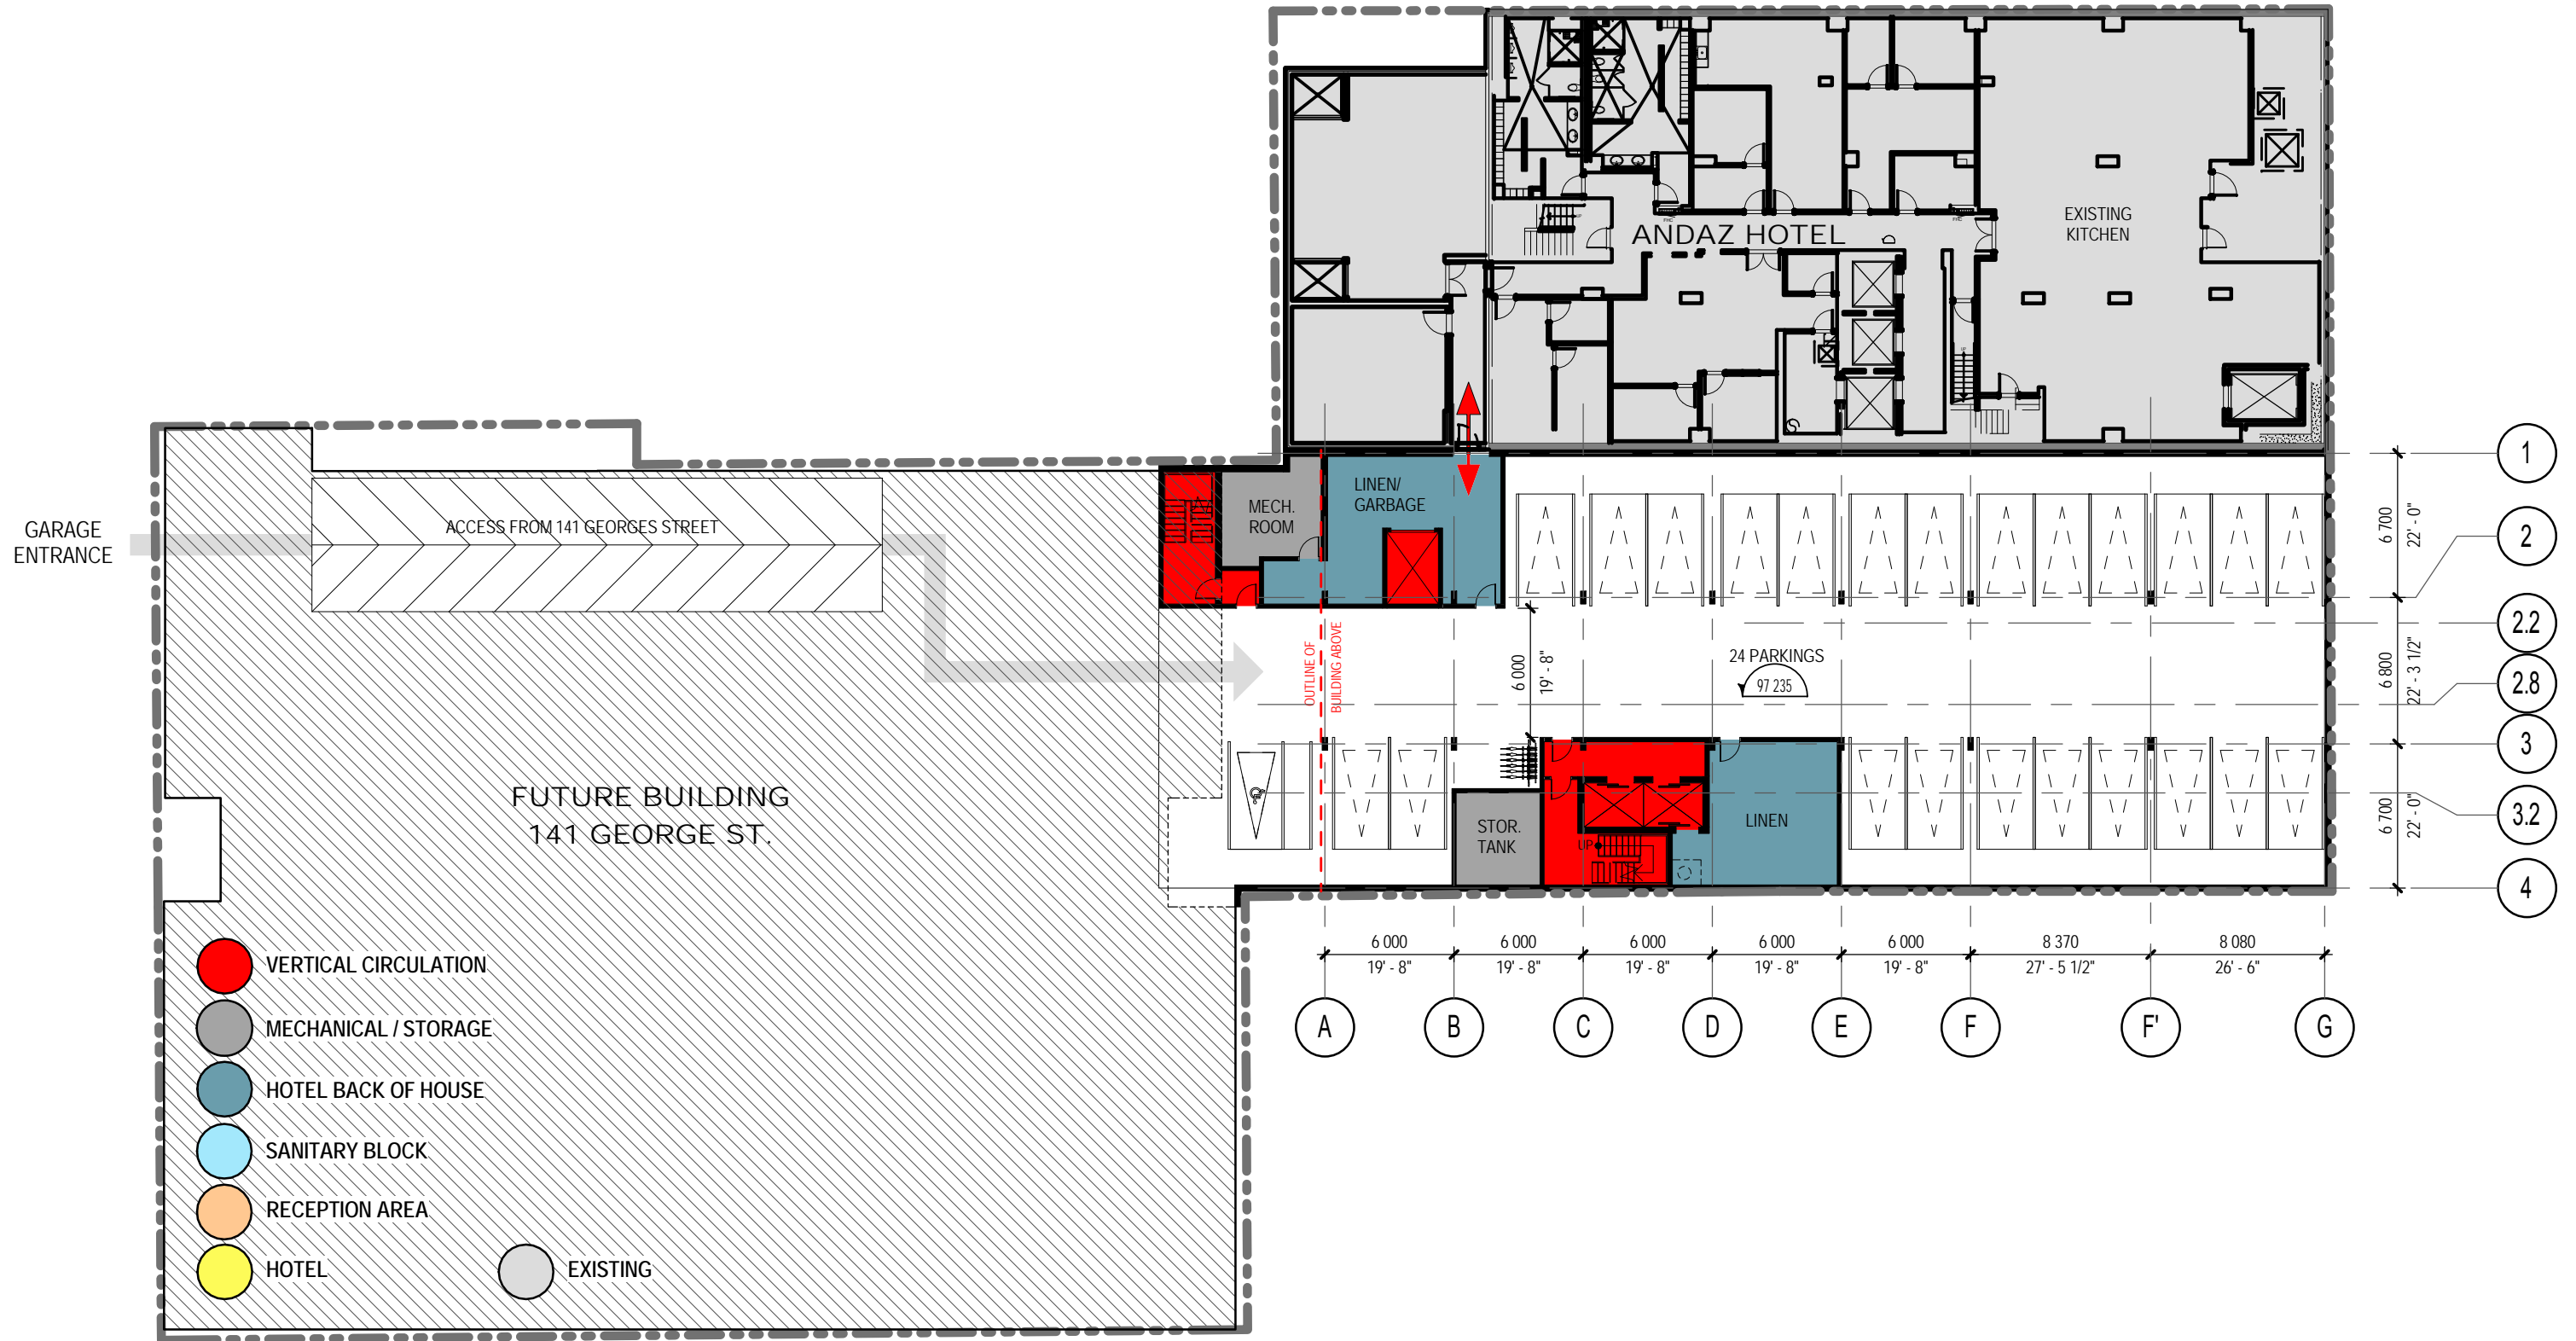 ANDAZ HOTEL
EXISTING
KITCHEN
GARAGE
ENTRANCE
ACCESS FROM 141 GEORGES STREET
MECH.
ROOM
LINEN/
GARBAGE
OUTLINE OF
BUILDING ABOVE
6 000
19' - 8"
24 PARKINGS
97 235
FUTURE BUILDING
141 GEORGE ST.
STOR.
TANK
UP
LINEN
6 700
22' - 0"
6 800
22' - 3 1/2"
6 700
22' - 0"
1
2
2.2
2.8
3
3.2
4
6 000
19' - 8"
6 000
19' - 8"
6 000
19' - 8"
6 000
19' - 8"
6 000
19' - 8"
8 370
27' - 5 1/2"
8 080
26' - 6"
A
B
C
D
E
F
F'
G
VERTICAL CIRCULATION
MECHANICAL / STORAGE
HOTEL BACK OF HOUSE
SANITARY BLOCK
RECEPTION AREA
HOTEL
EXISTING